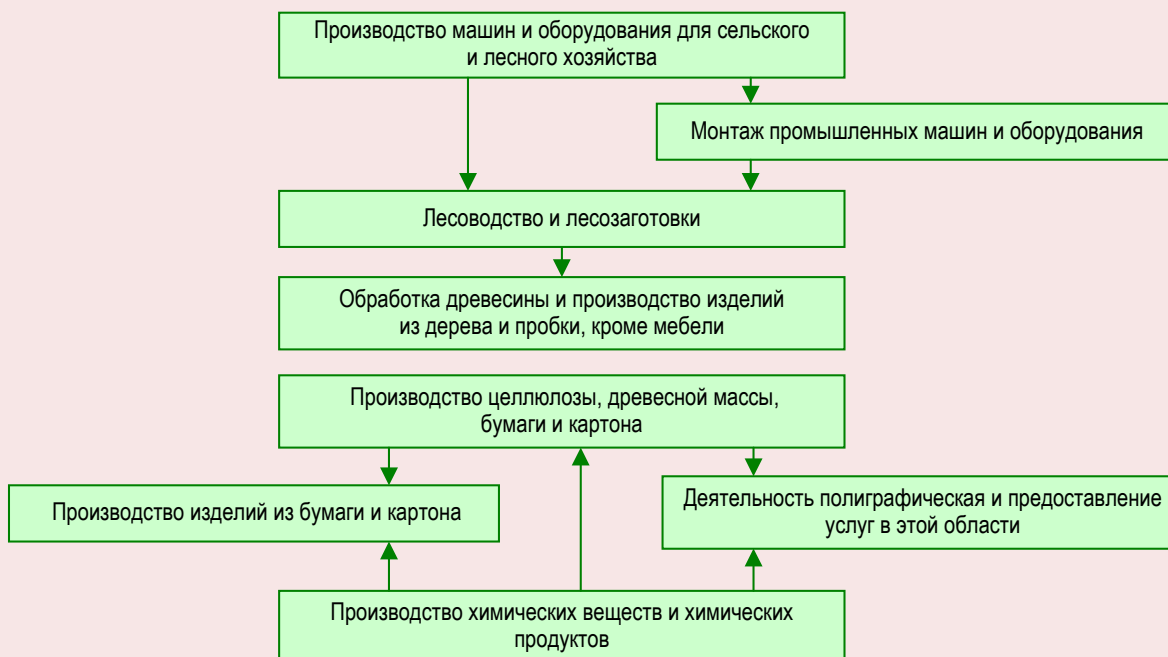 Производство машин и оборудования для сельского
и лесного хозяйства
Монтаж промышленных машин и оборудования
Лесоводство и лесозаготовки
Обработка древесины и производство изделий
из дерева и пробки, кроме мебели
Производство целлюлозы, древесной массы,
бумаги и картона
Производство изделий из бумаги и картона
Деятельность полиграфическая и предоставление
услуг в этой области
Производство химических веществ и химических
продуктов